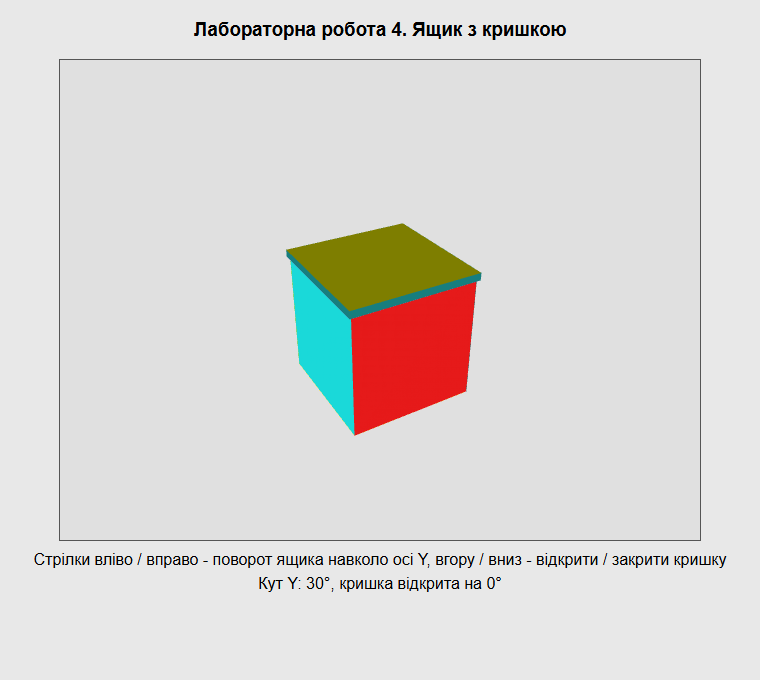 Лабораторна робота 4. Ящик з кришкою
Стрілки вліво / вправо - поворот ящика навколо осі Y, вгору / вниз - відкрити / закрити кришку
Кут Y: 30°, кришка відкрита на 0°